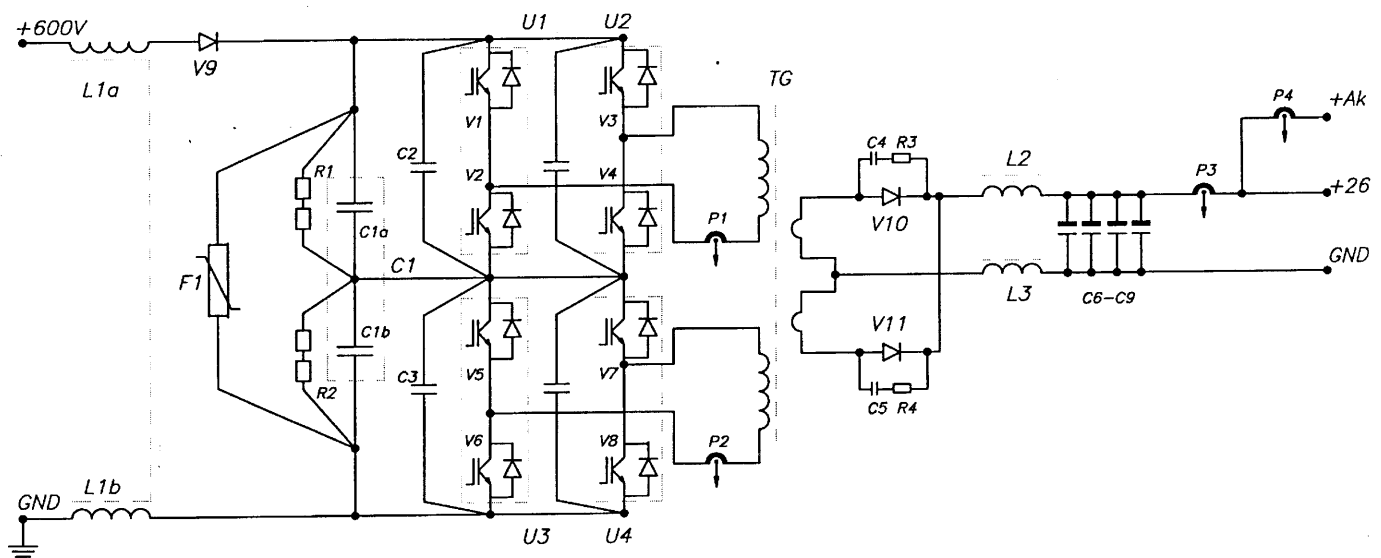 +600V
U1
U2
V9
L1a
TG
P4
+Ak
V1
V3
C4
R3
L2
P3
C2
R1
V2
V4
+26
P1
V10
C1a
C1
GND
F1
L3
C6-C9
C1b
V11
C3
V5
V7
R2
C5
R4
V6
V8
P2
L1b
GND
U3
U4